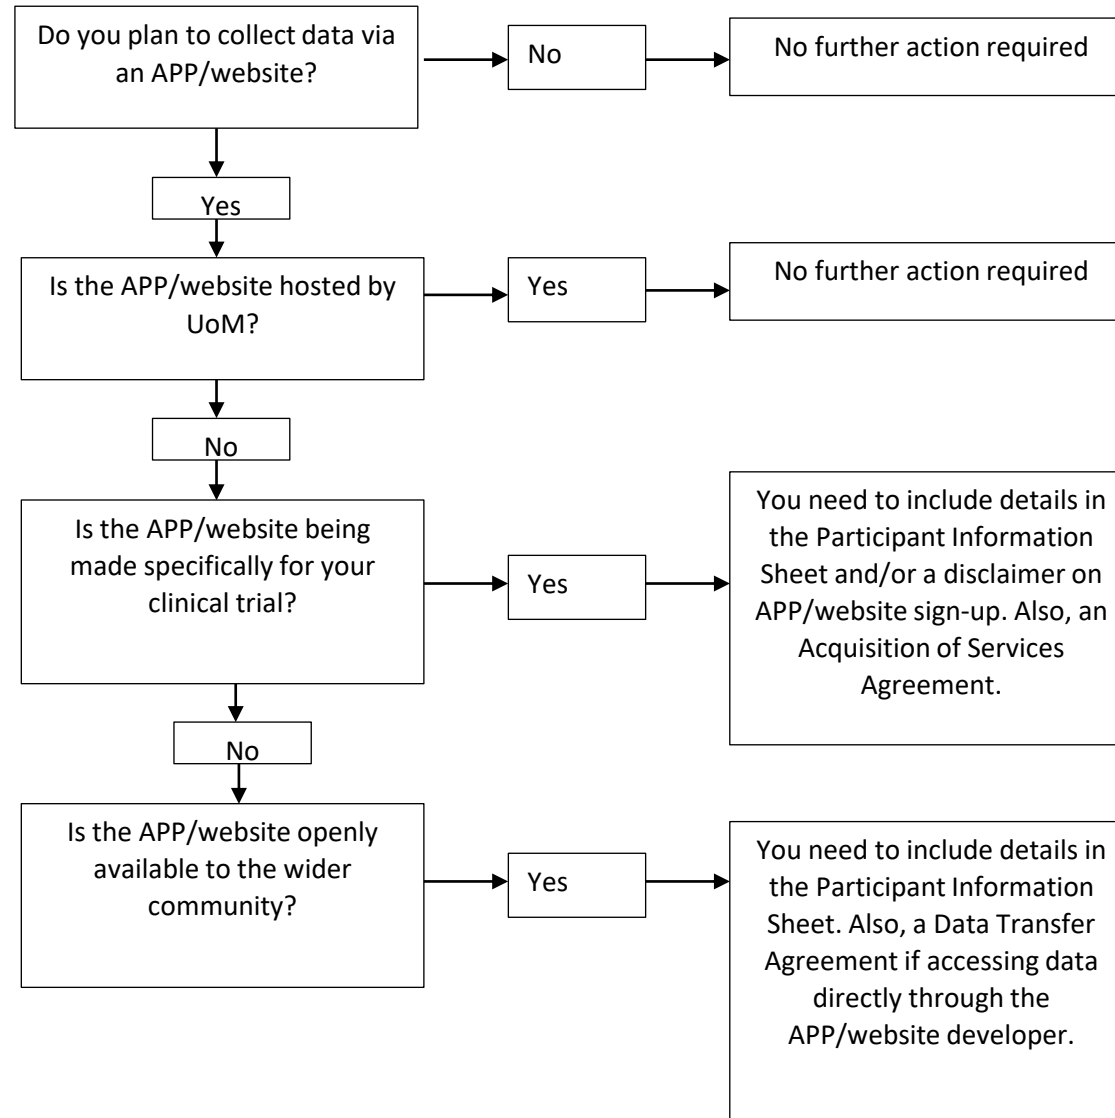 Do you plan to collect data via
an APP/website?
No
No further action required
Yes
Is the APP/website hosted by
UoM?
Yes
No further action required
No
Is the APP/website being
made specifically for your
clinical trial?
Yes
You need to include details in
the Participant Information
Sheet and/or a disclaimer on
APP/website sign-up. Also, an
Acquisition of Services
Agreement.
No
Is the APP/website openly
available to the wider
community?
Yes
You need to include details in
the Participant Information
Sheet. Also, a Data Transfer
Agreement if accessing data
directly through the
APP/website developer.